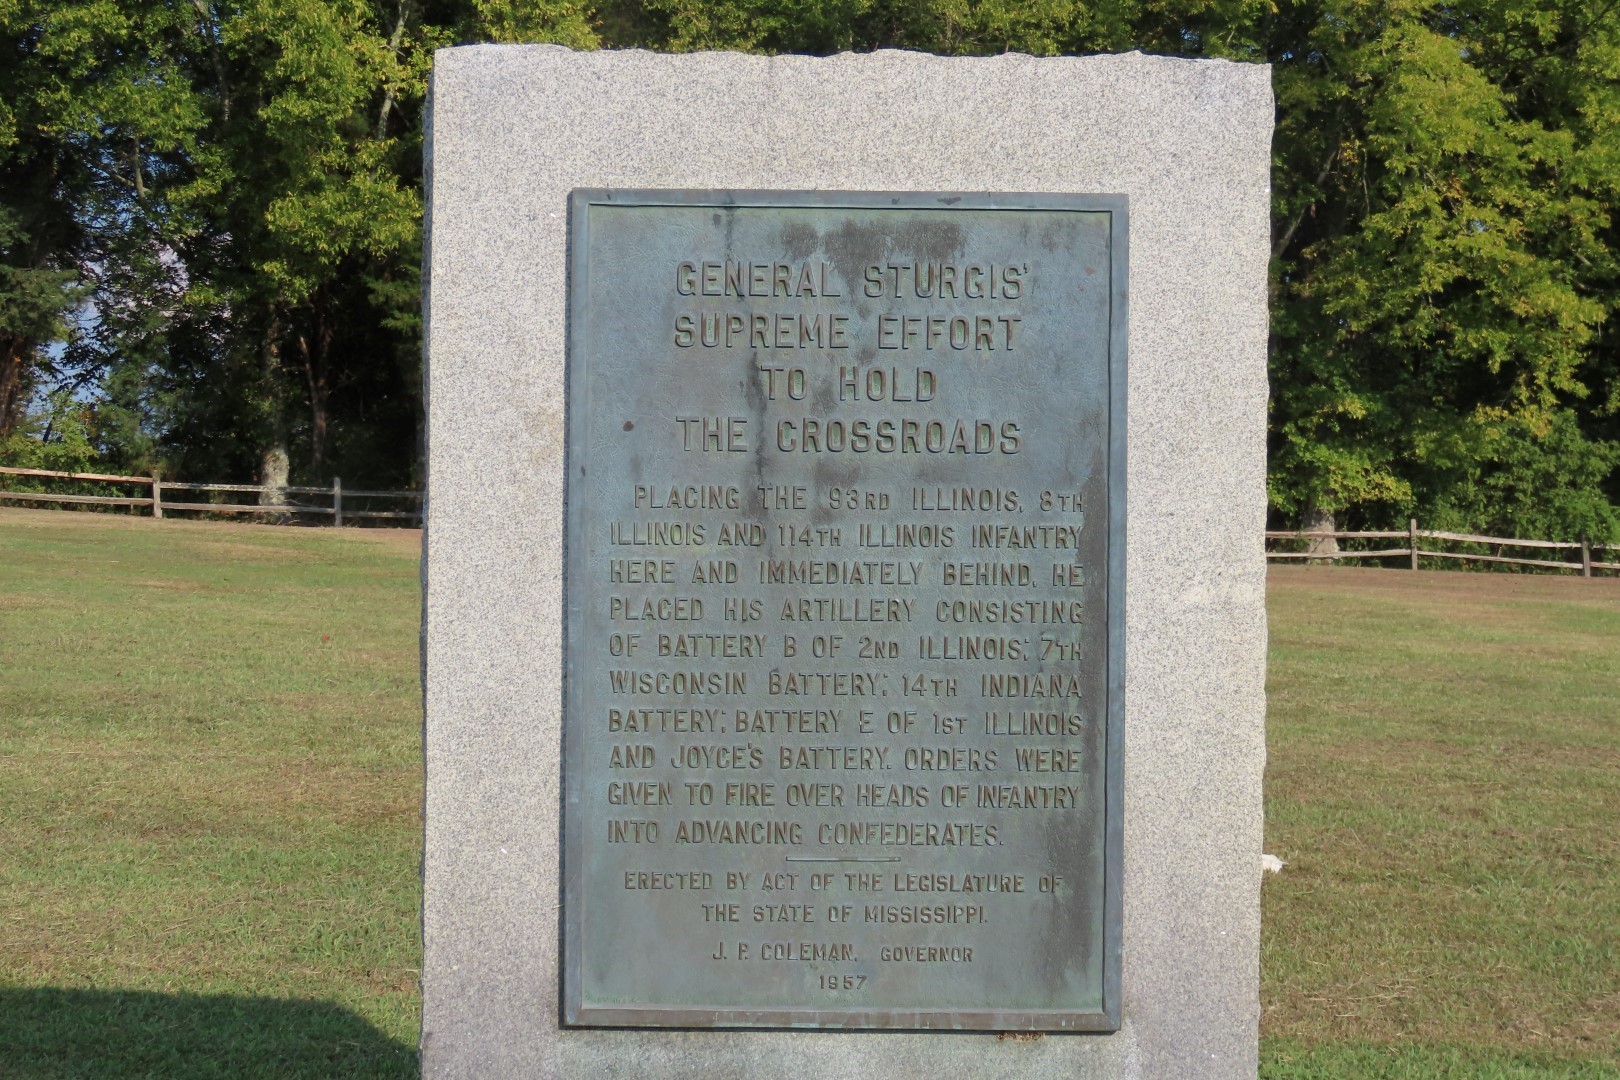 GENERAL STURGIS'
SUPREME EFFORT
TO HOLD
THE CROSSROADS
PLACING THE 93RD ILLINOIS, 8TH
ILLINOIS AND 114TH ILLINOIS INFANTRY
HERE AND IMMEDIATELY BEHIND, HE
PLACED HIS ARTILLERY CONSISTING
OF BATTERY B OF 2ND ILLINOIS; 7TH
WISCONSIN BATTERY; 14TH INDIANA
BATTERY; BATTERY E OF 1ST ILLINOIS
AND JOYCE'S BATTERY. ORDERS WERE
GIVEN TO FIRE OVER HEADS OF INFANTRY
INTO ADVANCING CONFEDERATES.
ERECTED BY ACT OF THE LEGISLATURE OF
THE STATE OF MISSISSIPPI.
J. P. COLEMAN, GOVERNOR
1957